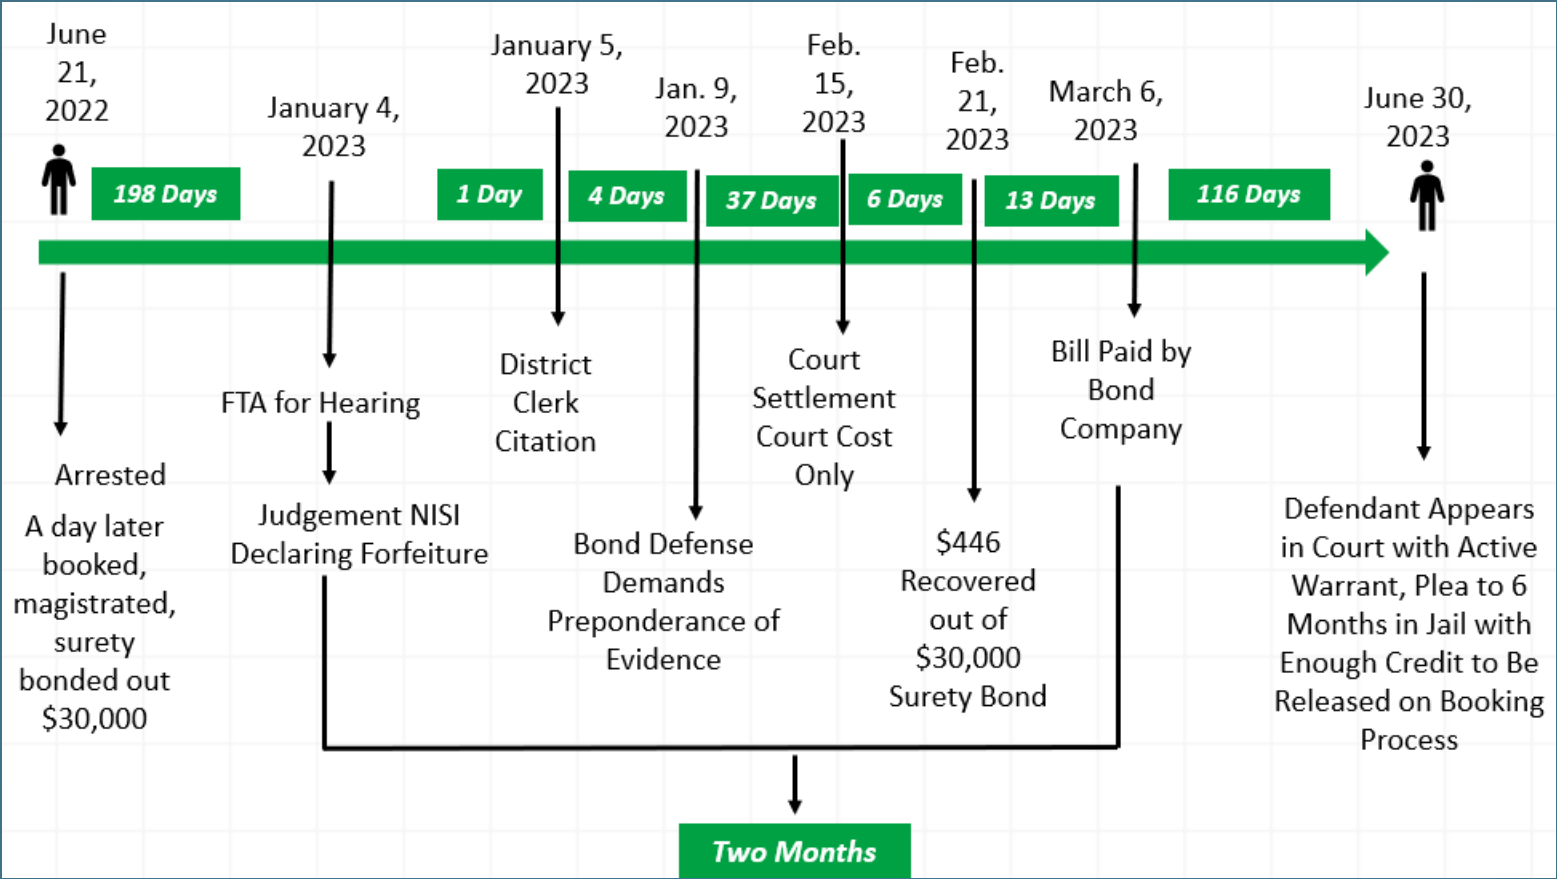 June
21,
2022
January 4,
2023
January 5,
2023
Jan. 9,
2023
Feb.
15,
2023
Feb.
21,
2023
March 6,
2023
June 30,
2023
198 Days
1 Day
4 Days
37 Days
6 Days
13 Days
116 Days
Arrested
A day later
booked,
magistrated,
surety
bonded out
$30,000
FTA for Hearing
Judgement NISI
Declaring Forfeiture
District
Clerk
Citation
Bond Defense
Demands
Preponderance of
Evidence
Court
Settlement
Court Cost
Only
$446
Recovered
out of
$30,000
Surety Bond
Bill Paid by
Bond
Company
Defendant Appears
in Court with Active
Warrant, Plea to 6
Months in Jail with
Enough Credit to Be
Released on Booking
Process
Two Months